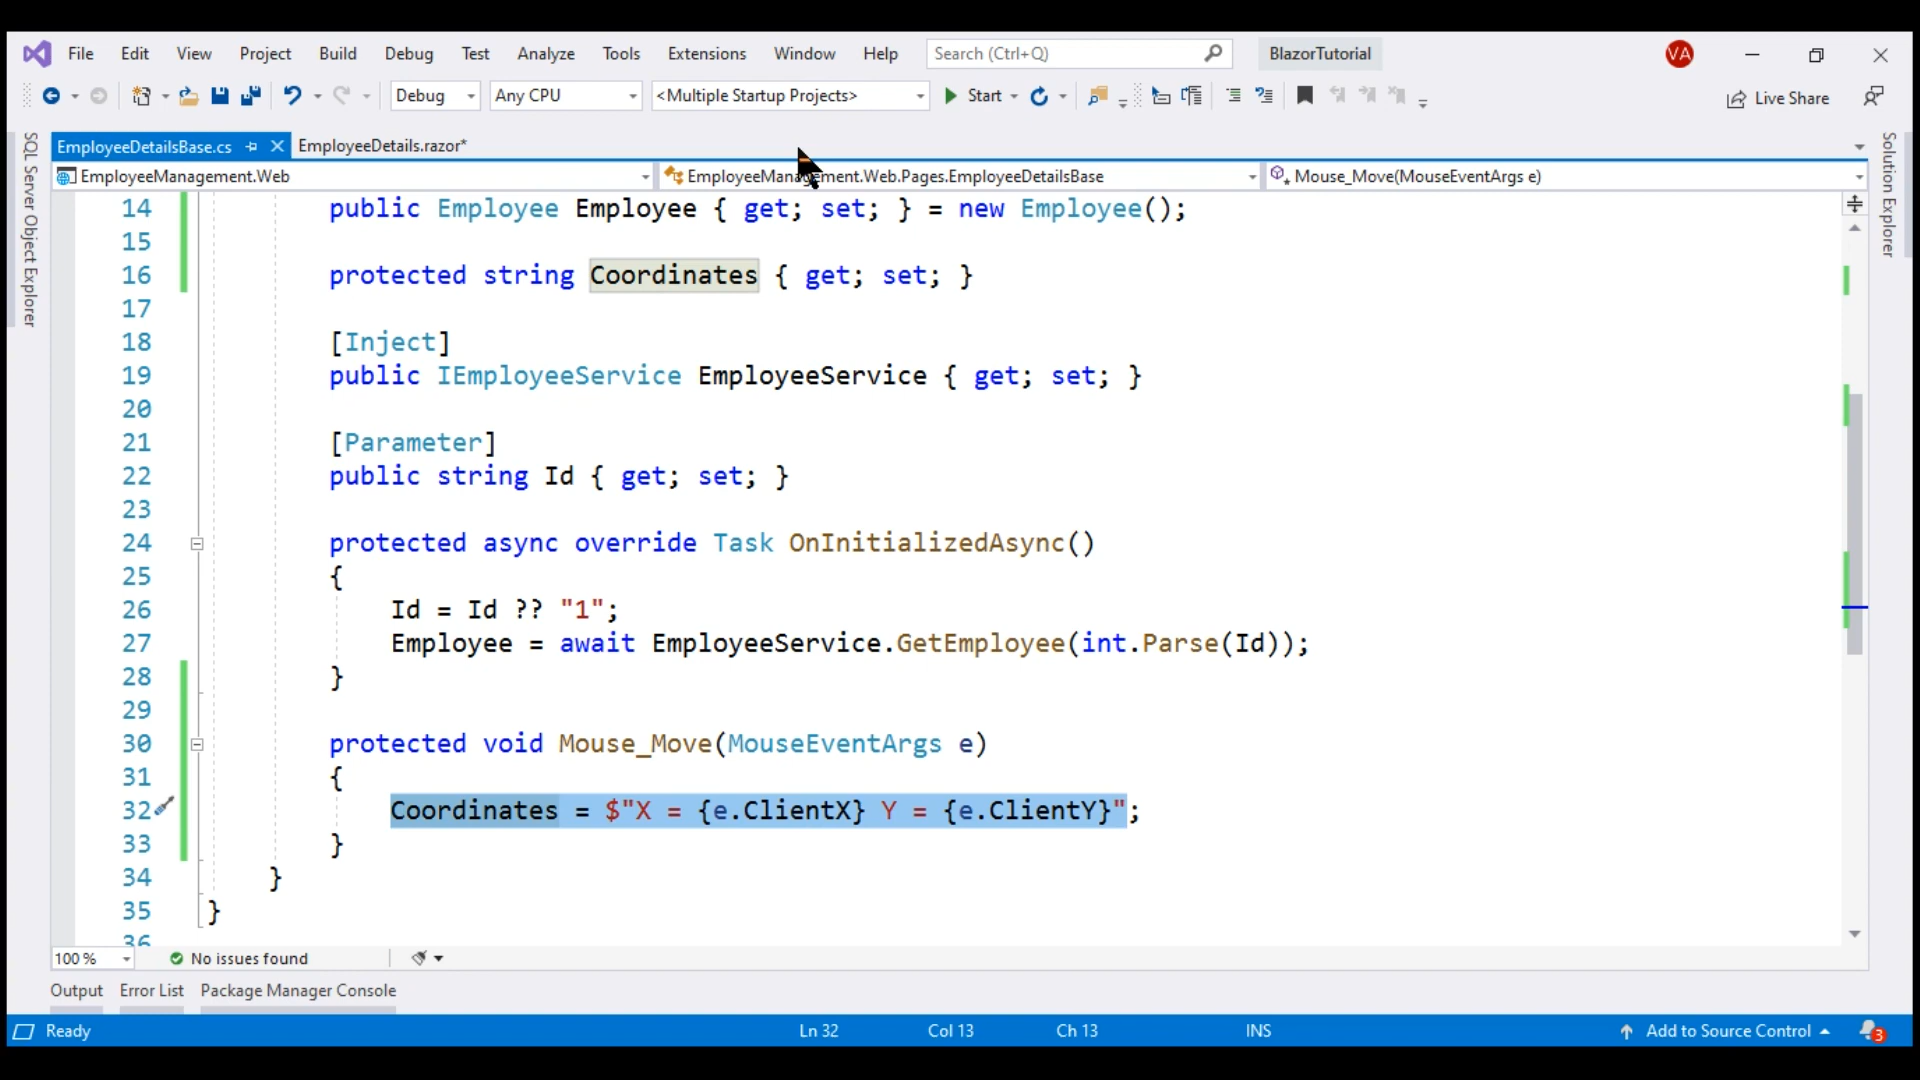 File Edit View Project Build Debug Test Analyze Tools Extensions Window Help Search (Ctrl+Q) BlazorTutorial VA
Debug Any CPU <Multiple Startup Projects> Start Live Share
SQL Server Object Explorer
EmployeeDetailsBase.cs EmployeeDetails.razor*
Solution Explorer
EmployeeManagement.Web EmployeeManagement.Web.Pages.EmployeeDetailsBase Mouse_Move(MouseEventArgs e)
14 public Employee Employee { get; set; } = new Employee();
15
16 protected string Coordinates { get; set; }
17
18 [Inject]
19 public IEmployeeService EmployeeService { get; set; }
20
21 [Parameter]
22 public string Id { get; set; }
23
24 protected async override Task OnInitializedAsync()
25 {
26 Id = Id ?? "1";
27 Employee = await EmployeeService.GetEmployee(int.Parse(Id));
28 }
29
30 protected void Mouse_Move(MouseEventArgs e)
31 {
32 Coordinates = $"X = {e.ClientX} Y = {e.ClientY}";
33 }
34 }
35 }
36
100 % No issues found
Output Error List Package Manager Console
Ready Ln 32 Col 13 Ch 13 INS Add to Source Control 3